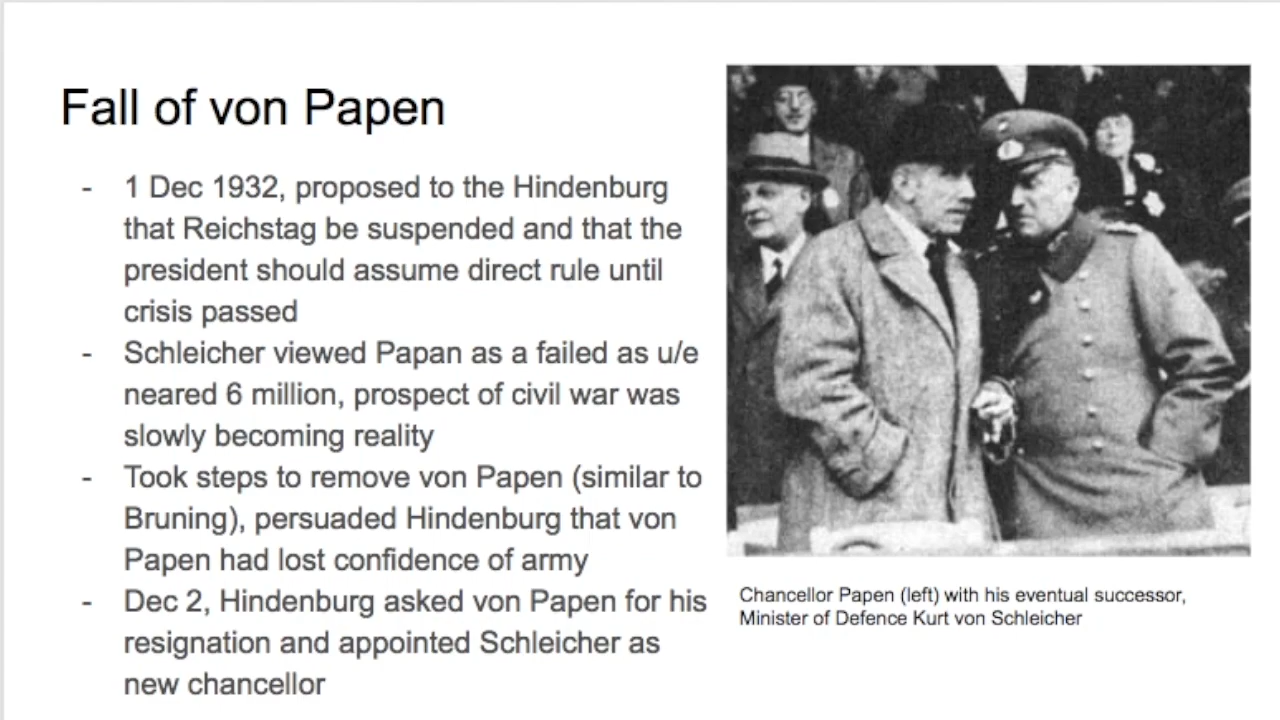 Fall of von Papen
- 1 Dec 1932, proposed to the Hindenburg
that Reichstag be suspended and that the
president should assume direct rule until
crisis passed
- Schleicher viewed Papan as a failed as u/e
neared 6 million, prospect of civil war was
slowly becoming reality
- Took steps to remove von Papen (similar to
Bruning), persuaded Hindenburg that von
Papen had lost confidence of army
- Dec 2, Hindenburg asked von Papen for his
resignation and appointed Schleicher as
new chancellor
Chancellor Papen (left) with his eventual successor,
Minister of Defence Kurt von Schleicher